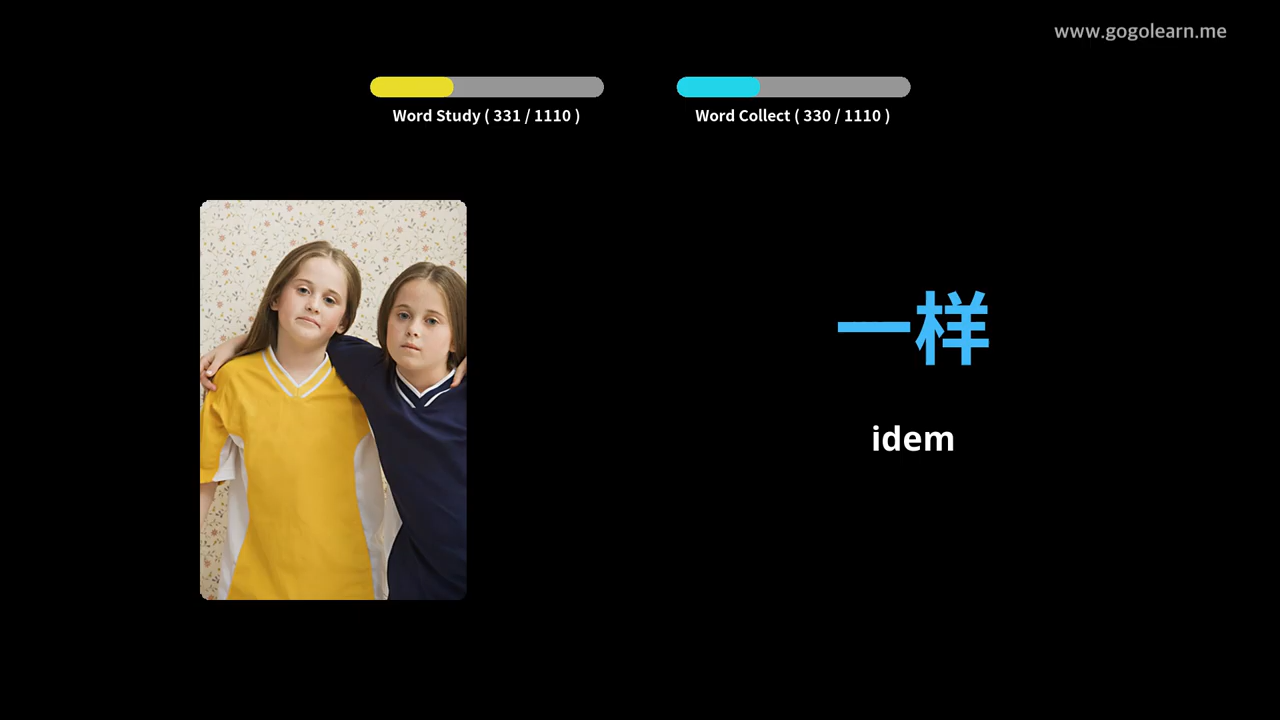 www.gogolearn.me
Word Study ( 331 / 1110 )
Word Collect ( 330 / 1110 )
一样
idem